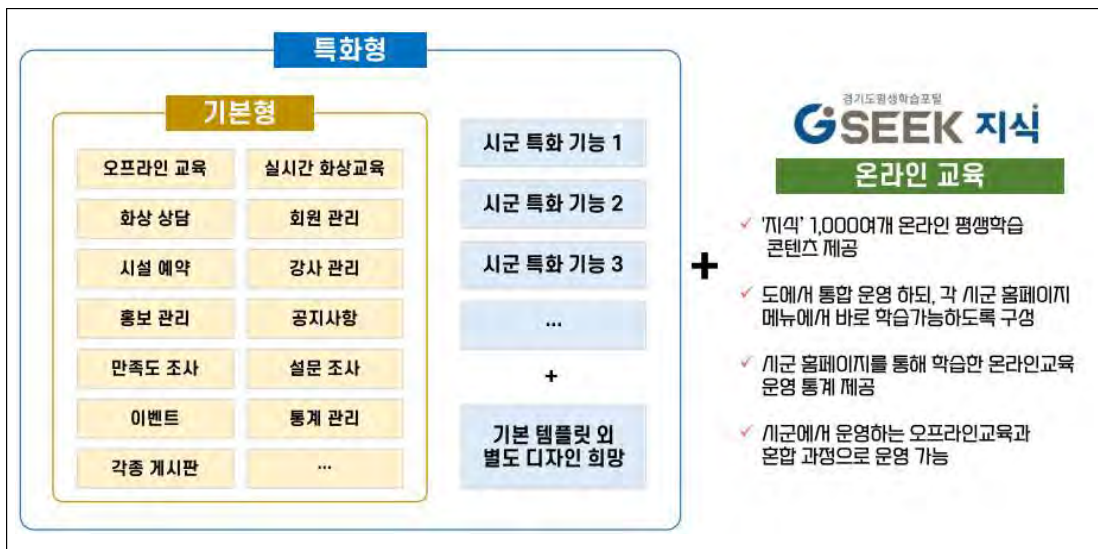 특화형
기본형
오프라인 교육
실시간 화상교육
화상 상담
회원 관리
시설 예약
강사 관리
홍보 관리
공지사항
만족도 조사
설문 조사
이벤트
통계 관리
각종 게시판
...
시군 특화 기능 1
시군 특화 기능 2
시군 특화 기능 3
...
+
기본 템플릿 외
별도 디자인 희망
+
경기도평생학습포털
GSEEK 지식
온라인 교육
✓ '지식' 1,000여개 온라인 평생학습
콘텐츠 제공
✓ 도에서 통합 운영 하되, 각 시군 홈페이지
메뉴에서 바로 학습가능하도록 구성
✓ 시군 홈페이지를 통해 학습한 온라인교육
운영 통계 제공
✓ 시군에서 운영하는 오프라인교육과
혼합 과정으로 운영 가능